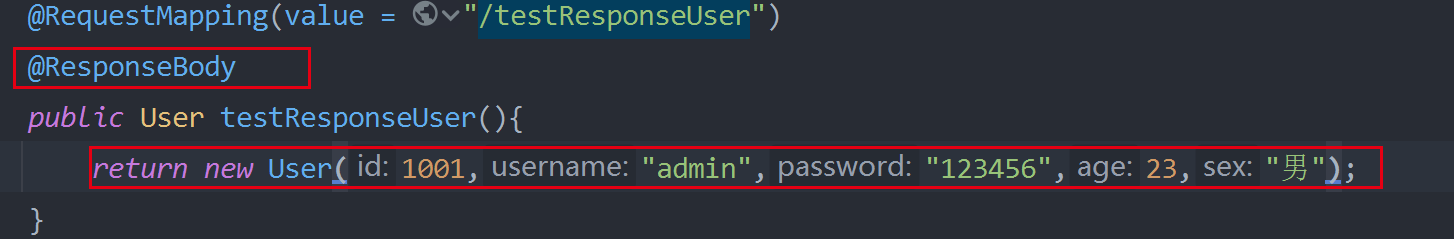 @RequestMapping(value = "/testResponseUser")
@ResponseBody
public User testResponseUser(){
return new User( id: 1001, username: "admin", password: "123456", age: 23, sex: "男");
}